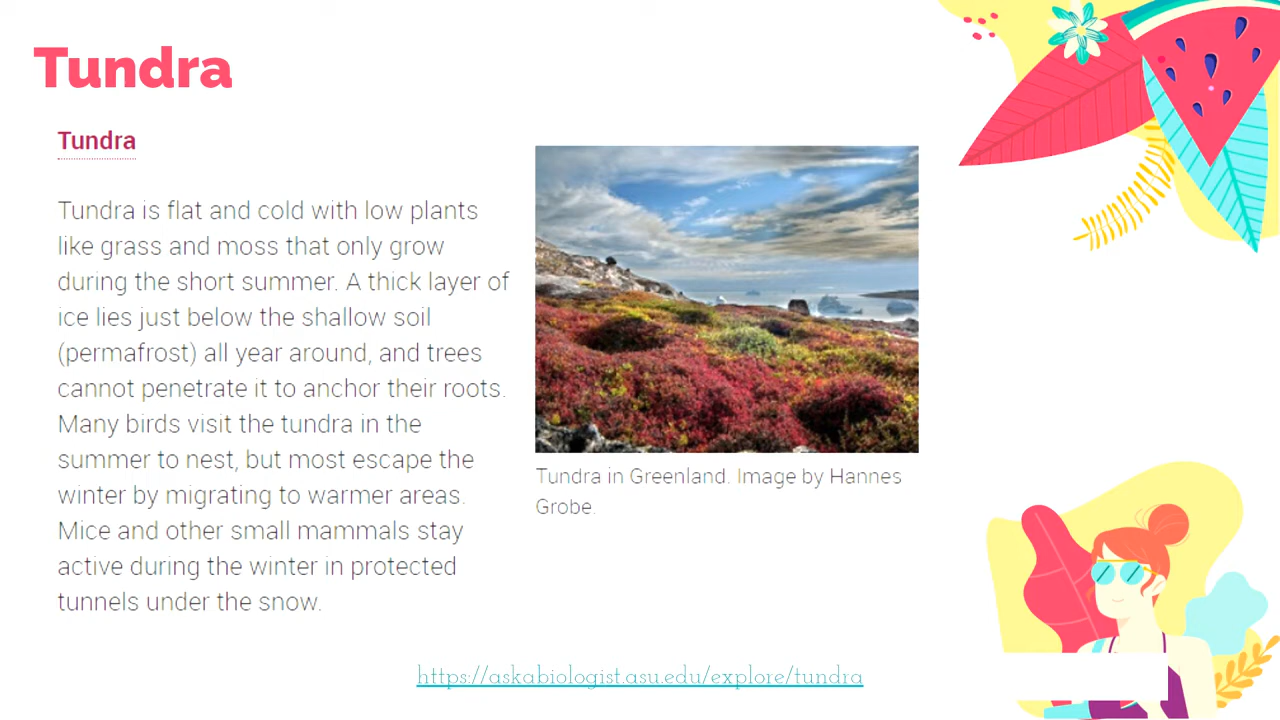 Tundra
Tundra
Tundra is flat and cold with low plants
like grass and moss that only grow
during the short summer. A thick layer of
ice lies just below the shallow soil
(permafrost) all year around, and trees
cannot penetrate it to anchor their roots.
Many birds visit the tundra in the
summer to nest, but most escape the
winter by migrating to warmer areas.
Mice and other small mammals stay
active during the winter in protected
tunnels under the snow.
Tundra in Greenland. Image by Hannes
Grobe.
https://askabiologist.asu.edu/explore/tundra